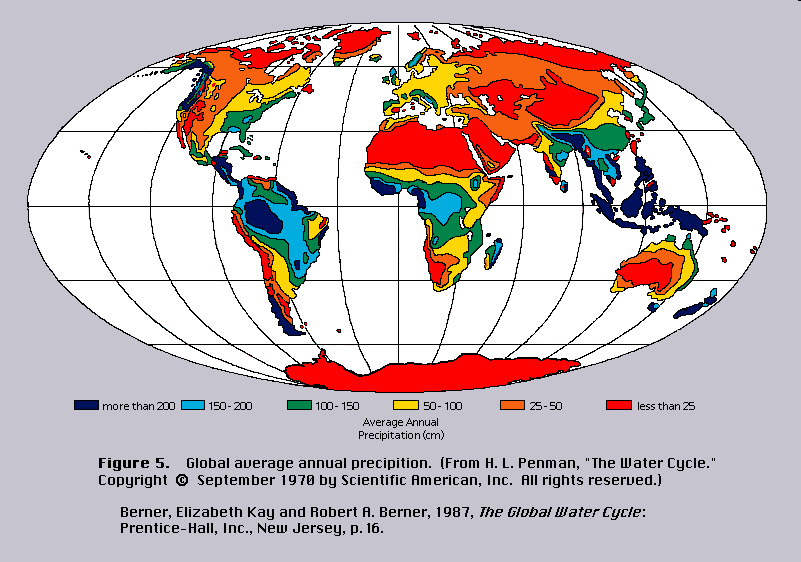 more than 200 150 - 200 100 - 150 50 - 100 25 - 50 less than 25
Average Annual
Precipitation (cm)
Figure 5. Global average annual precipition. (From H. L. Penman, "The Water Cycle."
Copyright © September 1970 by Scientific American, Inc. All rights reserved.)
Berner, Elizabeth Kay and Robert A. Berner, 1987, The Global Water Cycle:
Prentice-Hall, Inc., New Jersey, p. 16.